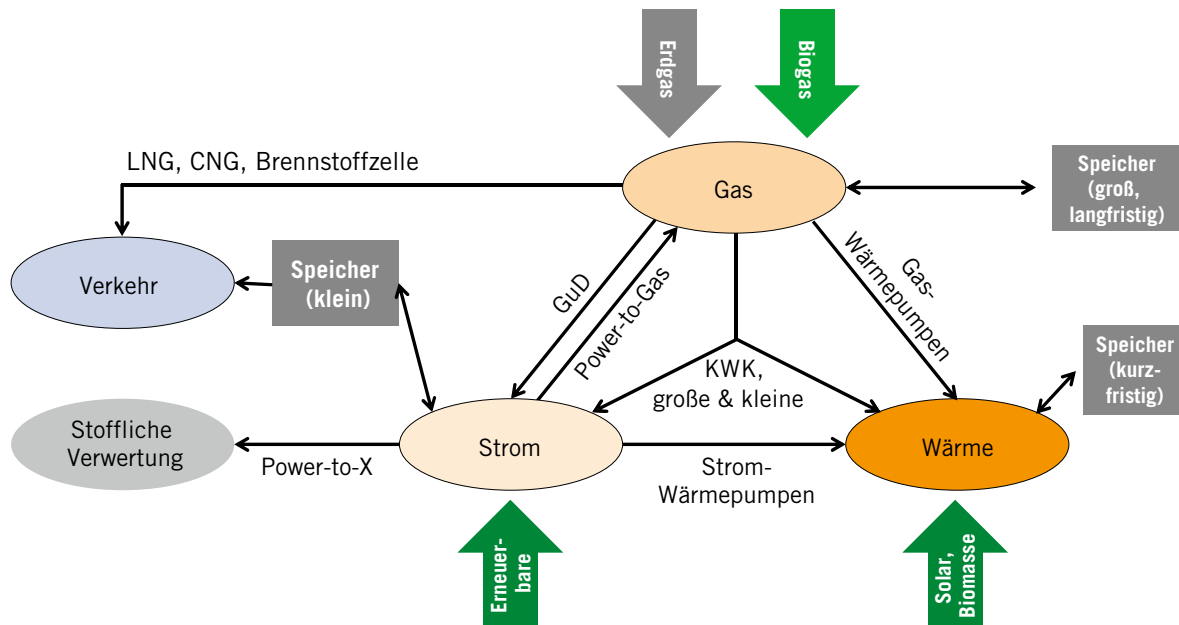 Erdgas
Biogas
LNG, CNG, Brennstoffzelle
Gas
Speicher
(groß,
langfristig)
Verkehr
Speicher
(klein)
GuD
Power-to-Gas
Gas-
Wärmepumpen
KWK,
große & kleine
Speicher
(kurz-
fristig)
Stoffliche
Verwertung
Power-to-X
Strom
Strom-
Wärmepumpen
Wärme
Erneuer-
bare
Solar,
Biomasse